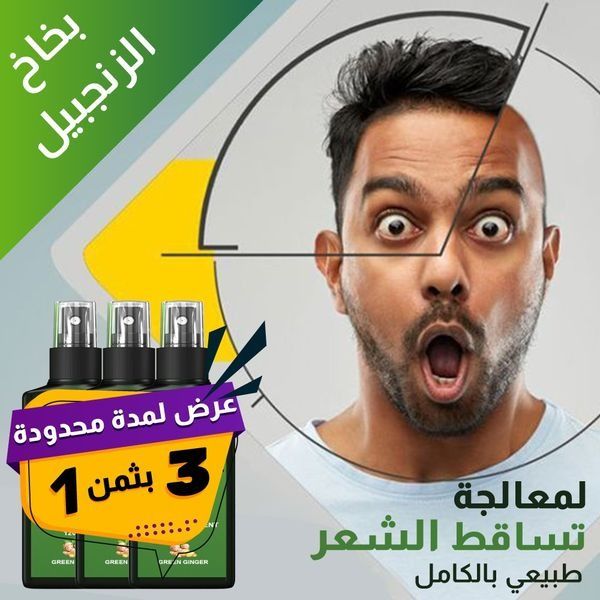 بخاخ
الزنجبيل
عرض لمدة محدودة
3 بثمن 1
GREEN GINGER
لمعالجة
تساقط الشعر
طبيعي بالكامل